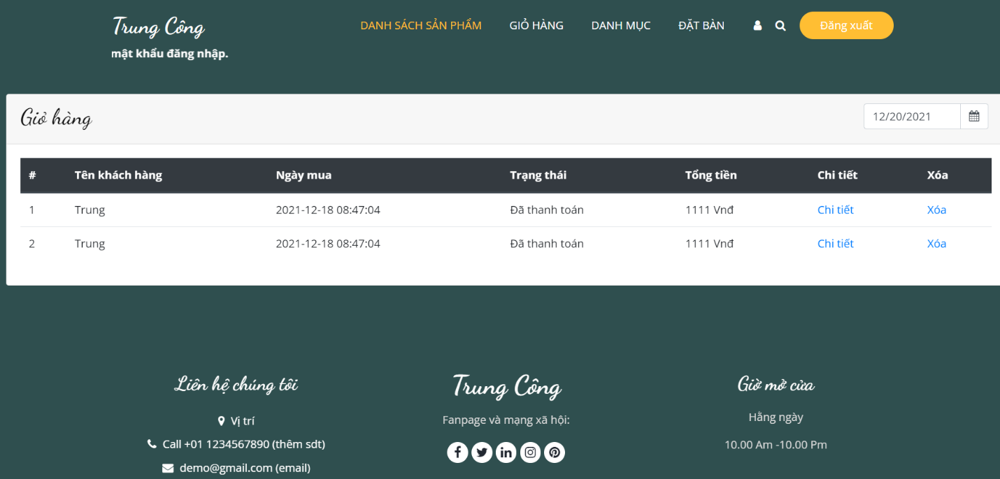 Trung Công
DANH SÁCH SẢN PHẨM GIỎ HÀNG DANH MỤC ĐẶT BÀN Đăng xuất
mật khẩu đăng nhập.
Giỏ hàng
12/20/2021
# Tên khách hàng Ngày mua Trạng thái Tổng tiền Chi tiết Xóa
1 Trung 2021-12-18 08:47:04 Đã thanh toán 1111 Vnđ Chi tiết Xóa
2 Trung 2021-12-18 08:47:04 Đã thanh toán 1111 Vnđ Chi tiết Xóa
Liên hệ chúng tôi
Vị trí
Call +01 1234567890 (thêm sdt)
demo@gmail.com (email)
Trung Công
Fanpage và mạng xã hội:
Giờ mở cửa
Hằng ngày
10.00 Am -10.00 Pm